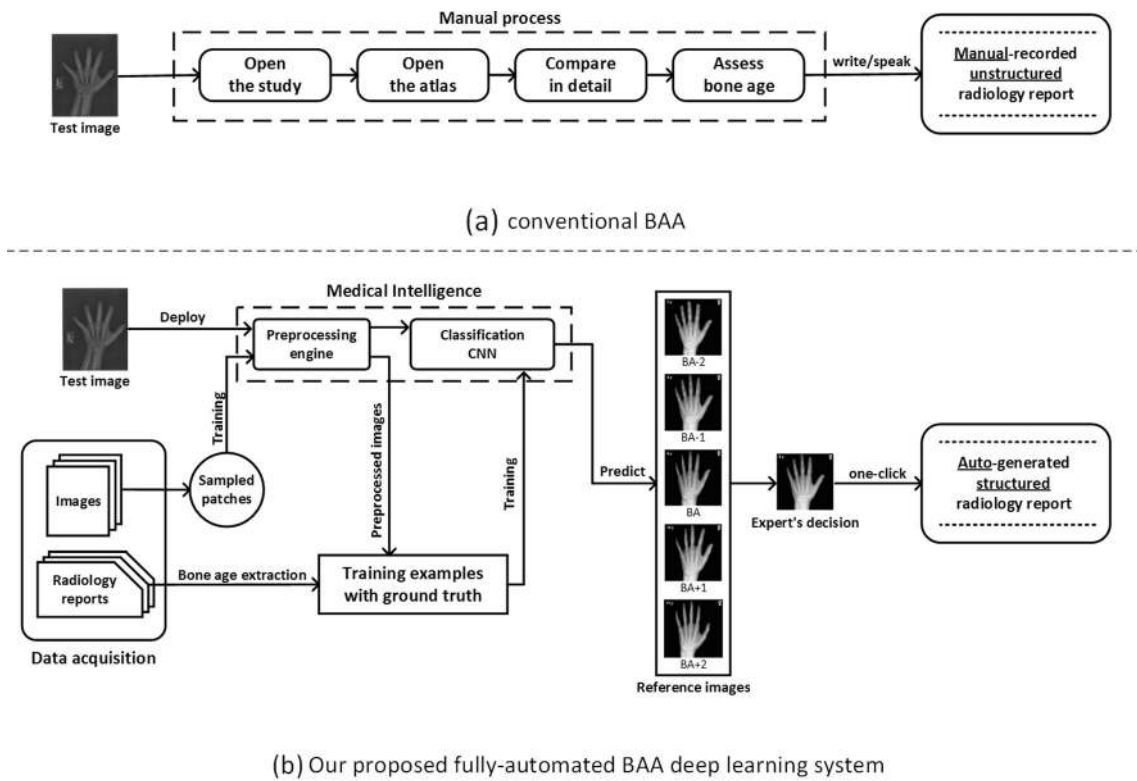 Manual process
Test image
Open
the study
Open
the atlas
Compare
in detail
Assess
bone age
write/speak
Manual-recorded
unstructured
radiology report
(a) conventional BAA
Medical Intelligence
Test image
Deploy
Preprocessing
engine
Classification
CNN
Training
Preprocessed images
Training
Images
Sampled
patches
Radiology
reports
Bone age extraction
Training examples
with ground truth
Data acquisition
Predict
BA-2
BA-1
BA
BA+1
BA+2
Reference images
Expert's decision
one-click
Auto-generated
structured
radiology report
(b) Our proposed fully-automated BAA deep learning system